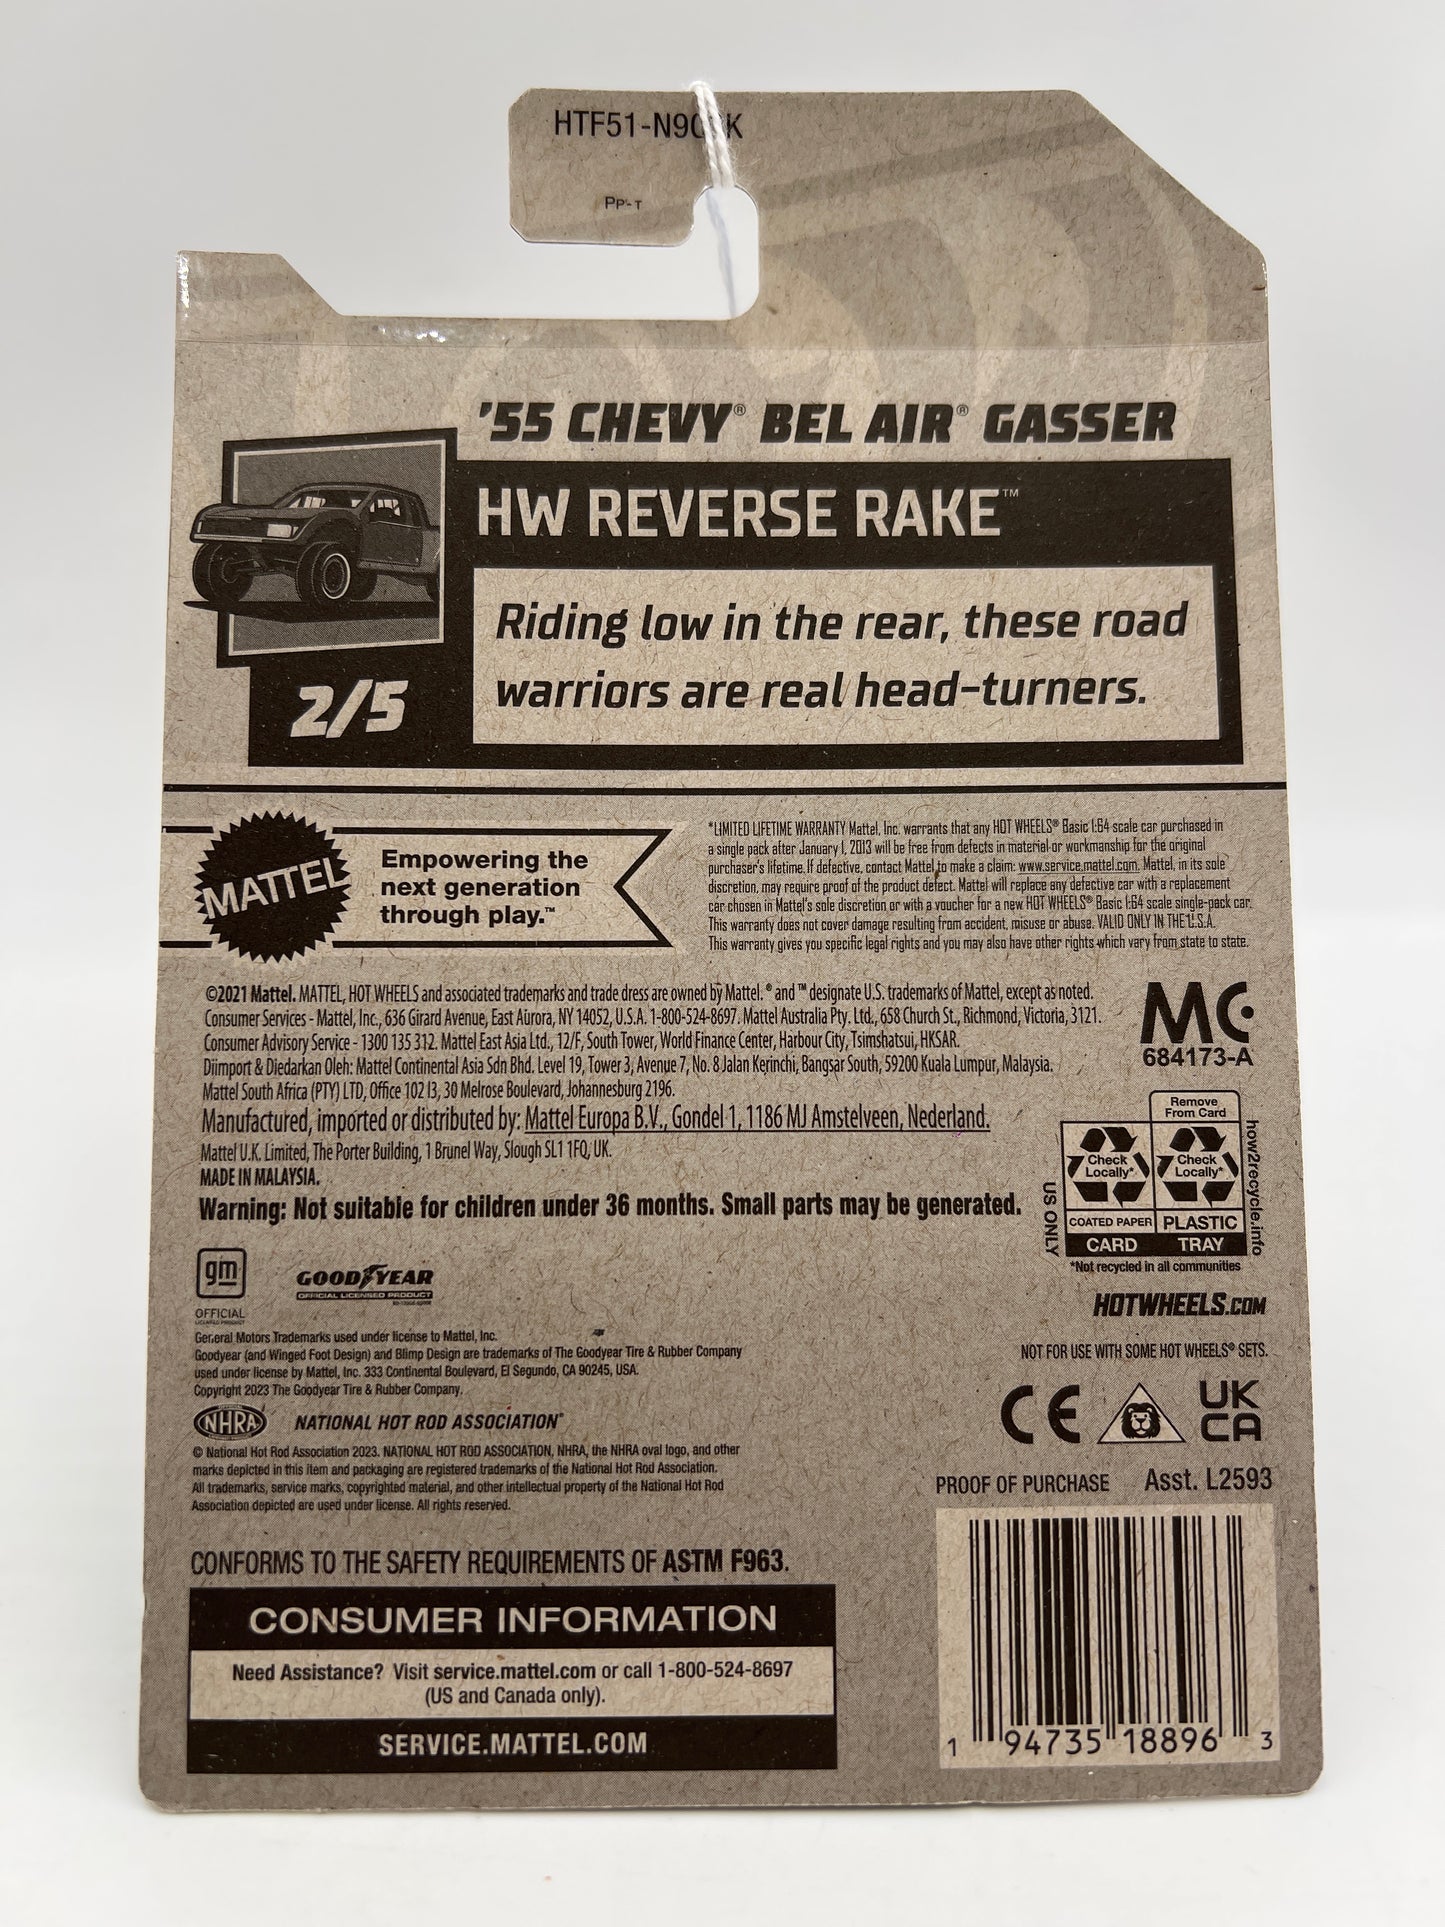 HTF51-N9
PP-T
'55 CHEVY® BEL AIR® GASSER
HW REVERSE RAKE™
Riding low in the rear, these road
warriors are real head-turners.
2/5
MATTEL
Empowering the
next generation
through play.™
*LIMITED LIFETIME WARRANTY Mattel, Inc. warrants that any HOT WHEELS® Basic 1:64 scale car purchased in
a single pack after January 1, 2013 will be free from defects in material or workmanship for the original
purchaser's lifetime. If defective, contact Mattel to make a claim: www.service.mattel.com. Mattel, in its sole
discretion, may require proof of the product defect. Mattel will replace any defective car with a replacement
car chosen in Mattel's sole discretion or with a voucher for a new HOT WHEELS® Basic 1:64 scale single-pack car.
This warranty does not cover damage resulting from accident, misuse or abuse. VALID ONLY IN THE U.S.A.
This warranty gives you specific legal rights and you may also have other rights which vary from state to state.
©2021 Mattel. MATTEL, HOT WHEELS and associated trademarks and trade dress are owned by Mattel. ® and ™ designate U.S. trademarks of Mattel, except as noted.
Consumer Services - Mattel, Inc., 636 Girard Avenue, East Aurora, NY 14052, U.S.A. 1-800-524-8697. Mattel Australia Pty. Ltd., 658 Church St., Richmond, Victoria, 3121.
Consumer Advisory Service - 1300 135 312. Mattel East Asia Ltd., 12/F, South Tower, World Finance Center, Harbour City, Tsimshatsui, HKSAR.
Diimport & Diedarkan Oleh: Mattel Continental Asia Sdn Bhd. Level 19, Tower 3, Avenue 7, No. 8 Jalan Kerinchi, Bangsar South, 59200 Kuala Lumpur, Malaysia.
Mattel South Africa (PTY) LTD, Office 102 I3, 30 Melrose Boulevard, Johannesburg 2196.
Manufactured, imported or distributed by: Mattel Europa B.V., Gondel 1, 1186 MJ Amstelveen, Nederland.
Mattel U.K. Limited, The Porter Building, 1 Brunel Way, Slough SL1 1FQ, UK.
MADE IN MALAYSIA.
Warning: Not suitable for children under 36 months. Small parts may be generated.
MC
684173-A
Remove
From Card
Check
Locally*
Check
Locally*
COATED PAPER
PLASTIC
CARD
TRAY
US ONLY
how2recycle.info
*Not recycled in all communities
HOTWHEELS.COM
NOT FOR USE WITH SOME HOT WHEELS® SETS.
gm
OFFICIAL
LICENSED PRODUCT
GOODYEAR
OFFICIAL LICENSED PRODUCT
General Motors Trademarks used under license to Mattel, Inc.
Goodyear (and Winged Foot Design) and Blimp Design are trademarks of The Goodyear Tire & Rubber Company
used under license by Mattel, Inc. 333 Continental Boulevard, El Segundo, CA 90245, USA.
Copyright 2023 The Goodyear Tire & Rubber Company.
NHRA
NATIONAL HOT ROD ASSOCIATION®
© National Hot Rod Association 2023. NATIONAL HOT ROD ASSOCIATION, NHRA, the NHRA oval logo, and other
marks depicted in this item and packaging are registered trademarks of the National Hot Rod Association.
All trademarks, service marks, copyrighted material, and other intellectual property of the National Hot Rod
Association depicted are used under license. All rights reserved.
CE
UK
CA
PROOF OF PURCHASE
Asst. L2593
CONFORMS TO THE SAFETY REQUIREMENTS OF ASTM F963.
CONSUMER INFORMATION
Need Assistance? Visit service.mattel.com or call 1-800-524-8697
(US and Canada only).
SERVICE.MATTEL.COM
1 94735 18896 3